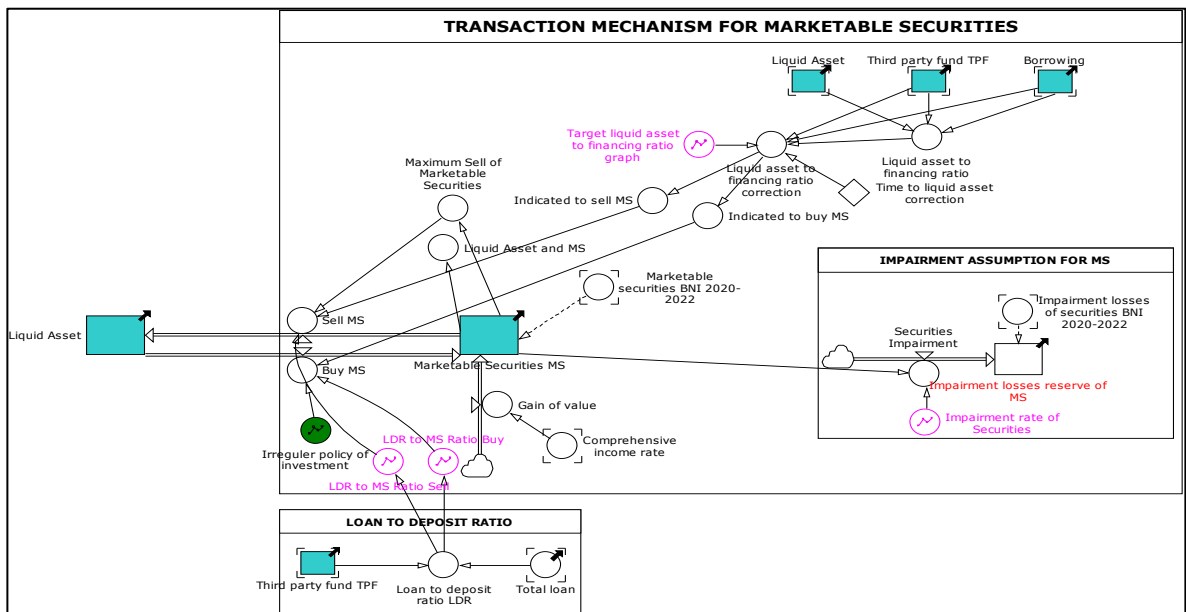 TRANSACTION MECHANISM FOR MARKETABLE SECURITIES
Liquid Asset
Third party fund TPF
Borrowing
Target liquid asset
to financing ratio
graph
Liquid asset to
financing ratio
correction
Liquid asset to
financing ratio
Time to liquid asset
correction
Maximum Sell of
Marketable
Securities
Indicated to sell MS
Indicated to buy MS
Liquid Asset and MS
Marketable
securities BNI 2020-
2022
Liquid Asset
Sell MS
Buy MS
Marketable Securities MS
Gain of value
Comprehensive
income rate
Irreguler policy of
investment
LDR to MS Ratio Buy
LDR to MS Ratio Sell
IMPAIRMENT ASSUMPTION FOR MS
Impairment losses
of securities BNI
2020-2022
Securities
Impairment
Impairment losses reserve of
MS
Impairment rate of
Securities
LOAN TO DEPOSIT RATIO
Third party fund TPF
Loan to deposit
ratio LDR
Total loan